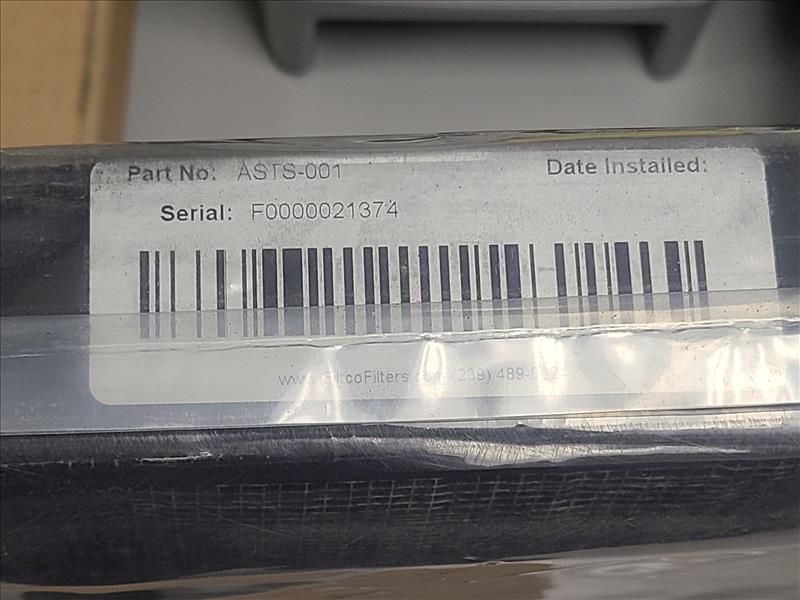 Part No: ASTS-001
Date Installed:
Serial: F0000021374
(239)